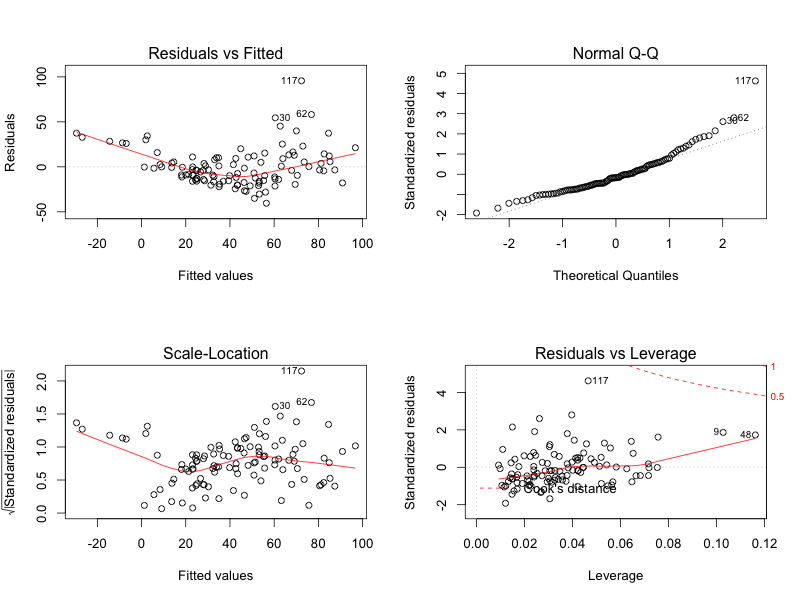 Residuals vs Fitted
Residuals
100
50
0
-50
117
30
62
-20 0 20 40 60 80 100
Fitted values
Normal Q-Q
Standardized residuals
5
4
3
2
1
0
-2
117
30
62
-2 -1 0 1 2
Theoretical Quantiles
Scale-Location
√|Standardized residuals|
2.0
1.5
1.0
0.5
0.0
117
30
62
-20 0 20 40 60 80 100
Fitted values
Residuals vs Leverage
Standardized residuals
4
2
0
-2
117
9
48
1
0.5
Cook's distance
0.00 0.02 0.04 0.06 0.08 0.10 0.12
Leverage